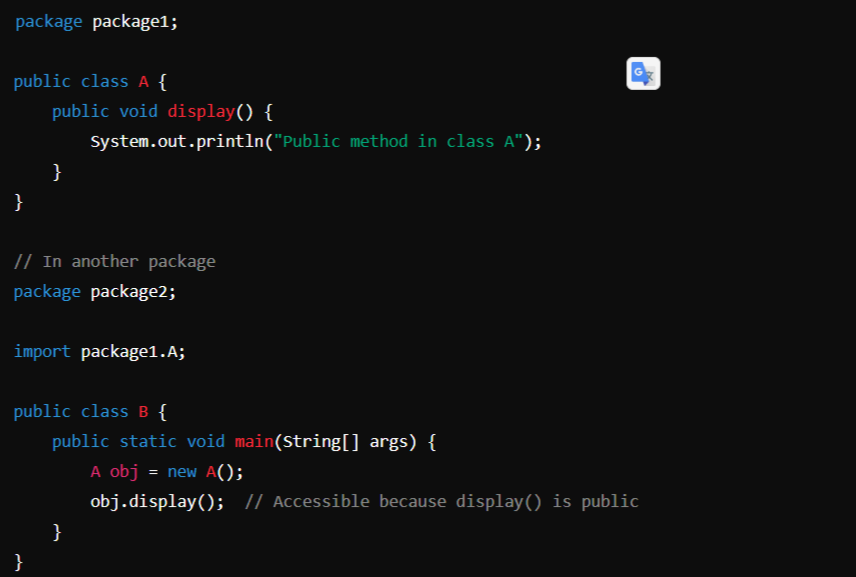 package package1;
public class A {
    public void display() {
        System.out.println("Public method in class A");
    }
}
// In another package
package package2;
import package1.A;
public class B {
    public static void main(String[] args) {
        A obj = new A();
        obj.display();  // Accessible because display() is public
    }
}